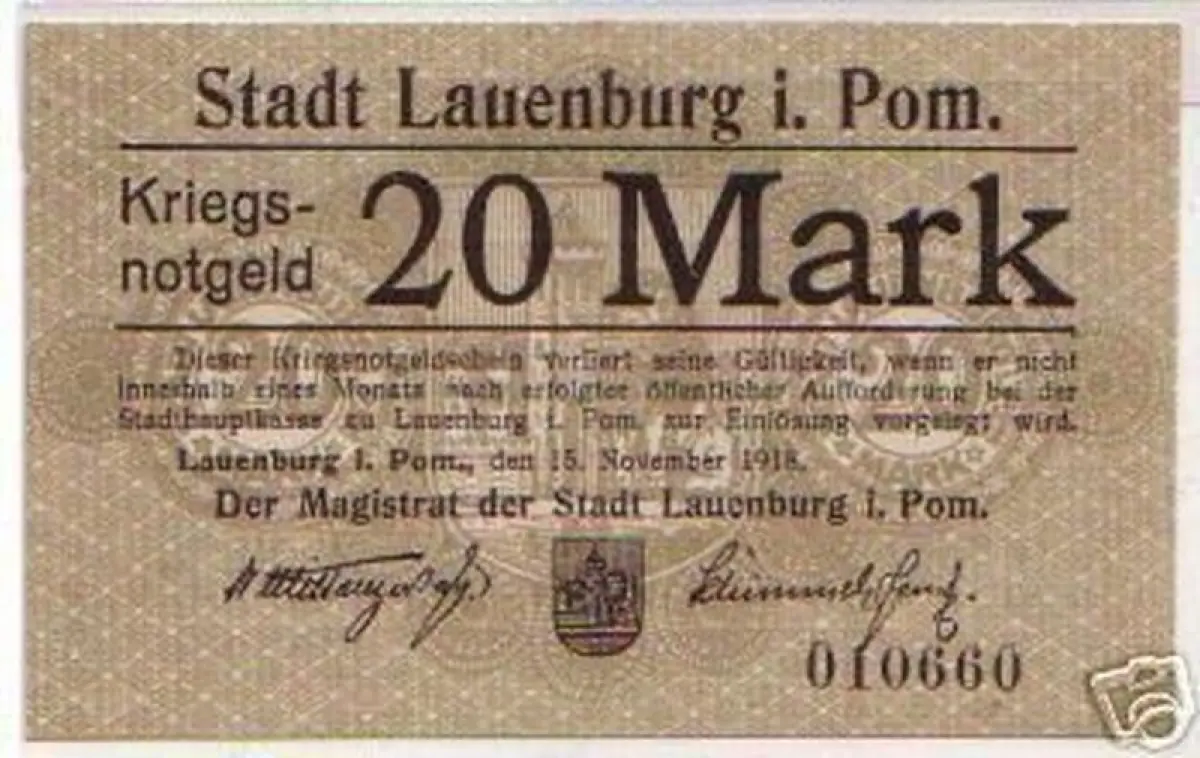 Stadt Lauenburg i. Pom.
Kriegs-
notgeld
20 Mark
Dieser Kriegsnotgeldschein verliert seine Gültigkeit, wenn er nicht
innerhalb eines Monats nach erfolgter öffentlicher Aufforderung bei der
Stadthauptkasse zu Lauenburg i. Pom. zur Einlösung vorgelegt wird.
Lauenburg i. Pom., den 15. November 1918.
Der Magistrat der Stadt Lauenburg i. Pom.
010660
MARK